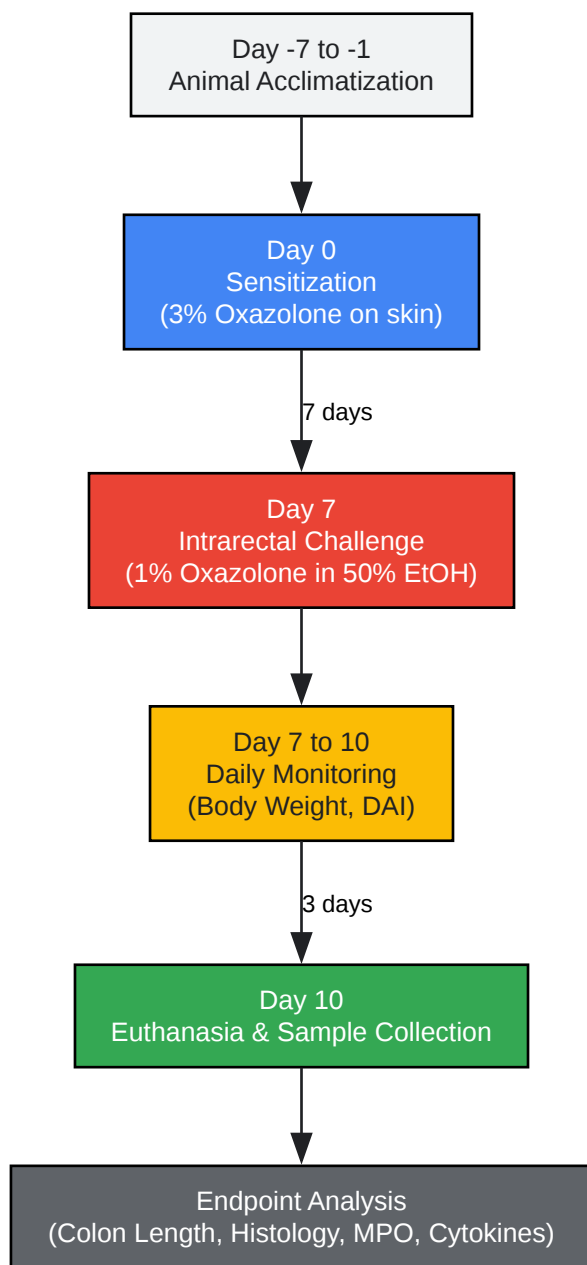 Day -7 to -1
Animal Acclimatization
Day 0
Sensitization
(3% Oxazolone on skin)
7 days
Day 7
Intrarectal Challenge
(1% Oxazolone in 50% EtOH)
Day 7 to 10
Daily Monitoring
(Body Weight, DAI)
3 days
Day 10
Euthanasia & Sample Collection
Endpoint Analysis
(Colon Length, Histology, MPO, Cytokines)